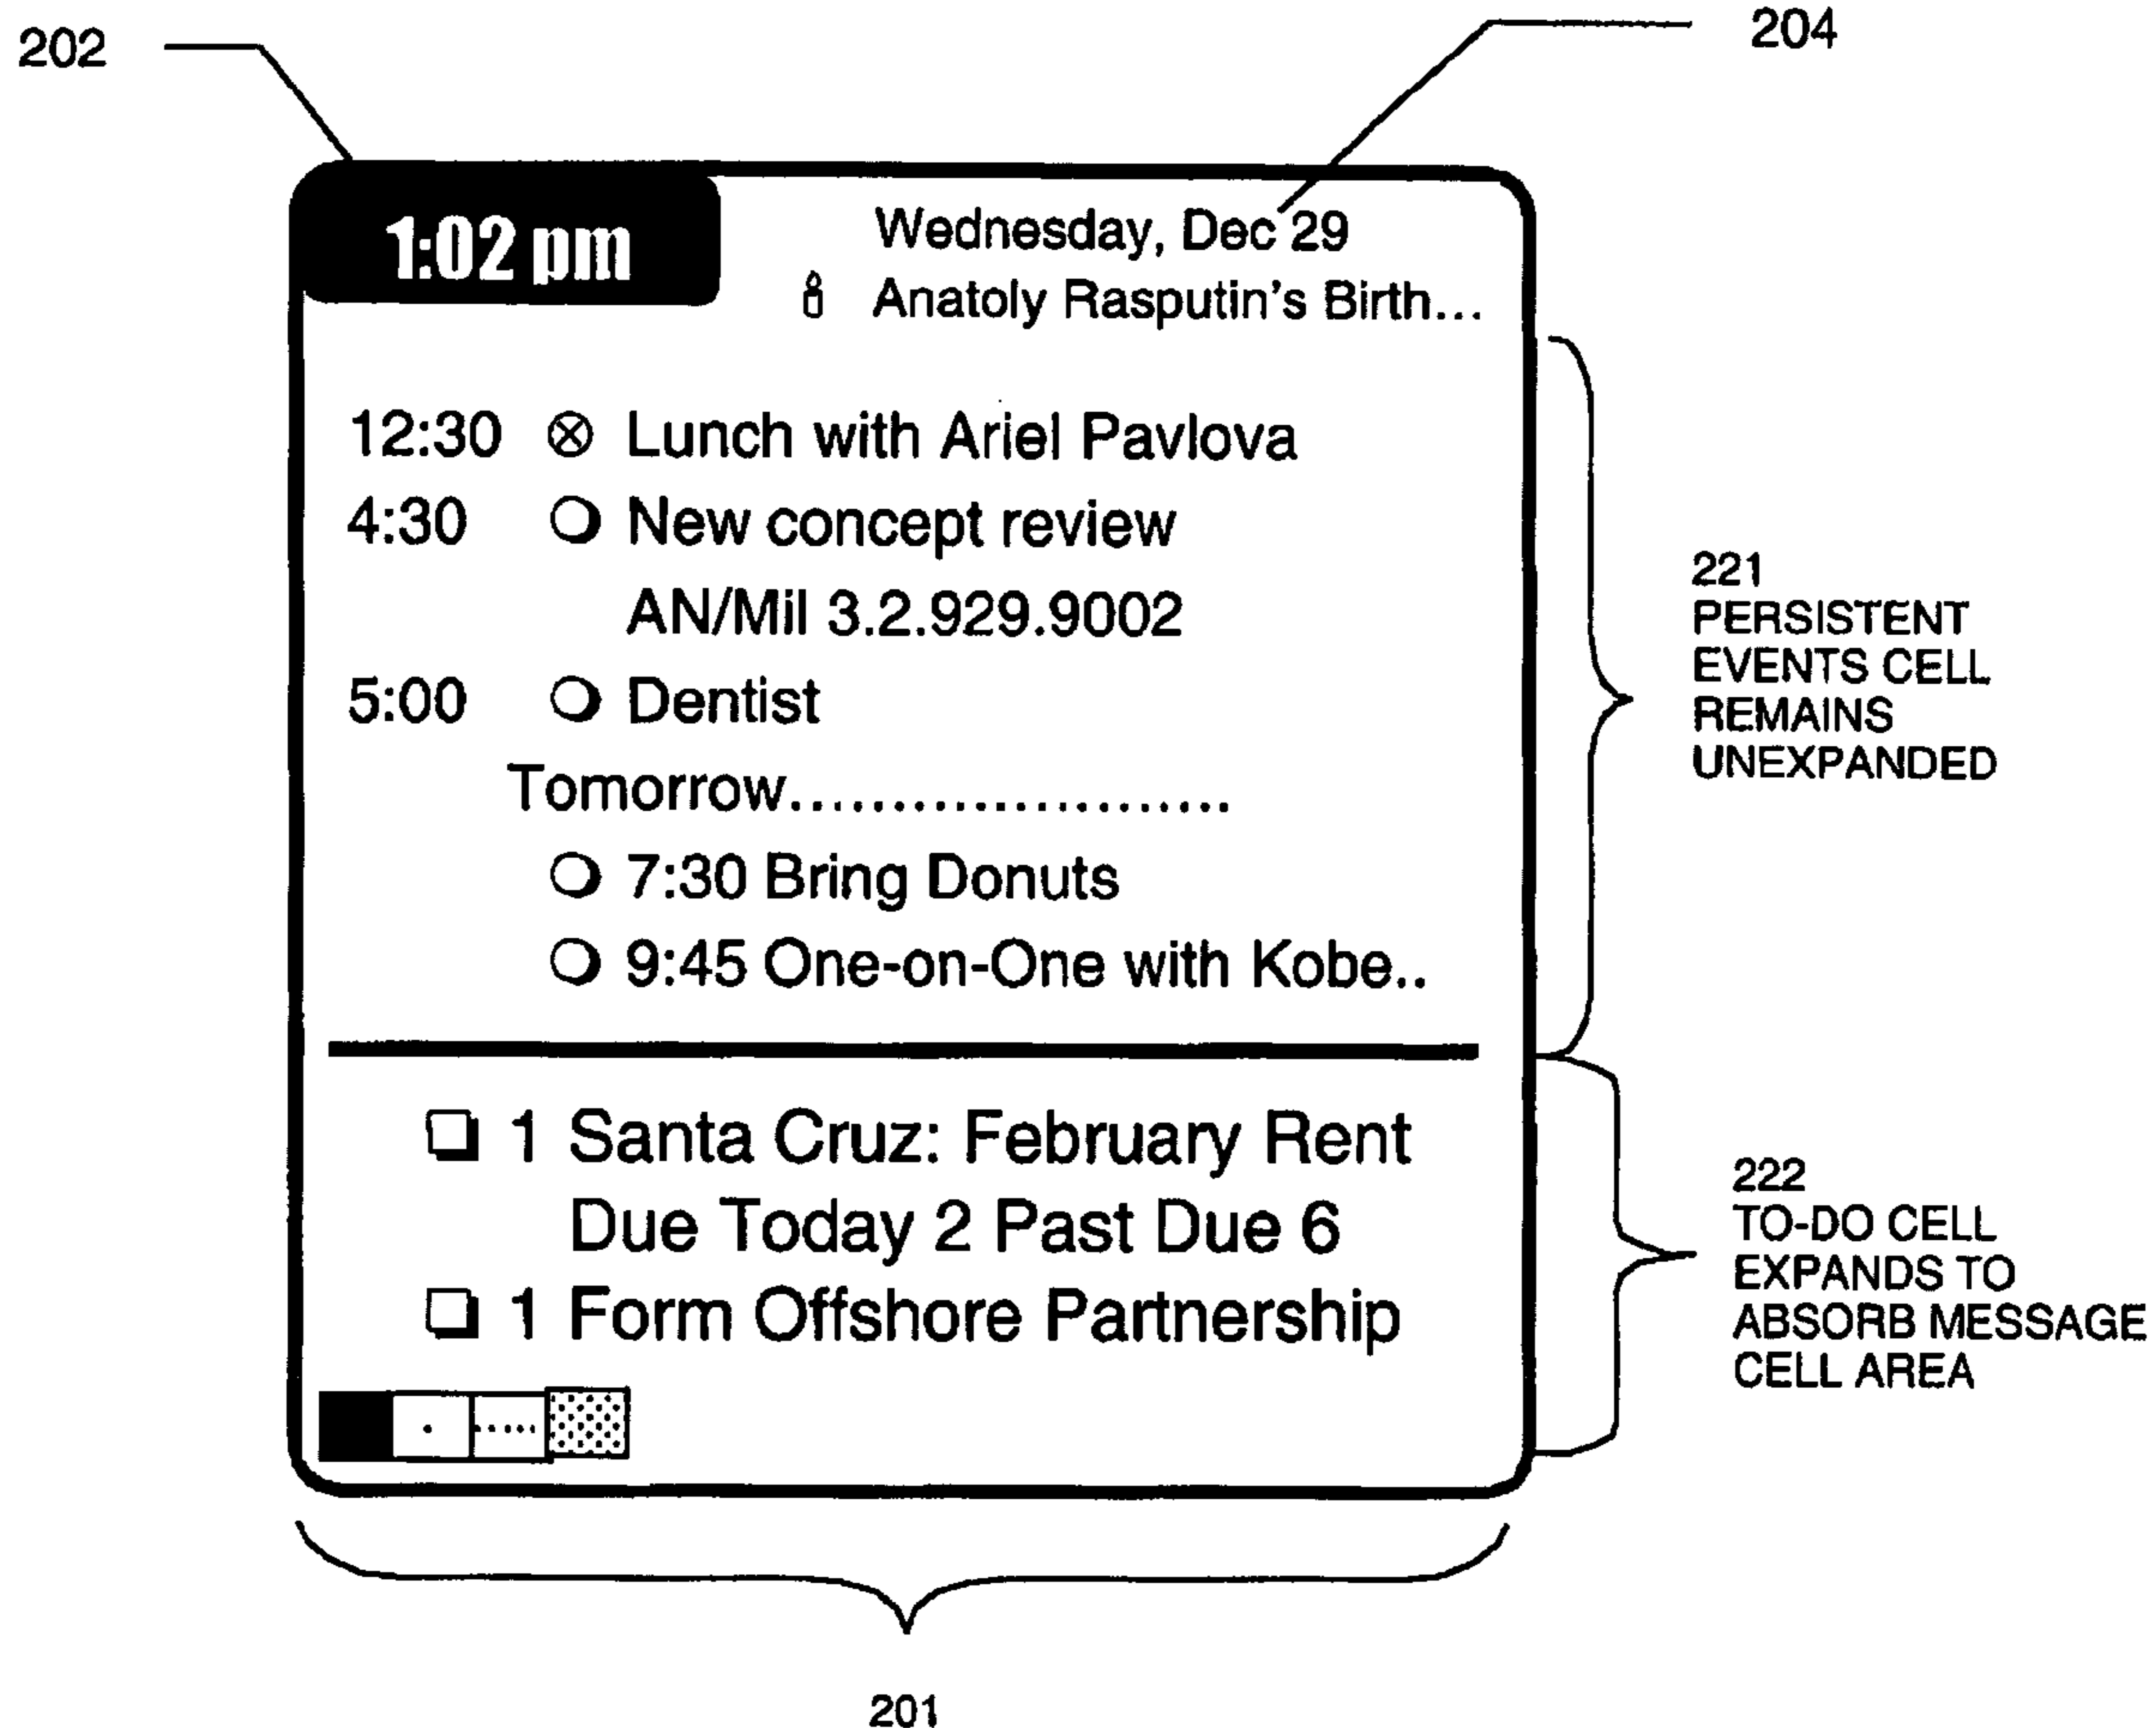 202
204
1:02 pm
Wednesday, Dec 29
Anatoly Rasputin's Birth...
12:30 Lunch with Ariel Pavlova
4:30 New concept review
AN/Mil 3.2.929.9002
5:00 Dentist
Tomorrow......................
7:30 Bring Donuts
9:45 One-on-One with Kobe..
221
PERSISTENT
EVENTS CELL
REMAINS
UNEXPANDED
1 Santa Cruz: February Rent
Due Today 2 Past Due 6
1 Form Offshore Partnership
222
TO-DO CELL
EXPANDS TO
ABSORB MESSAGE
CELL AREA
201